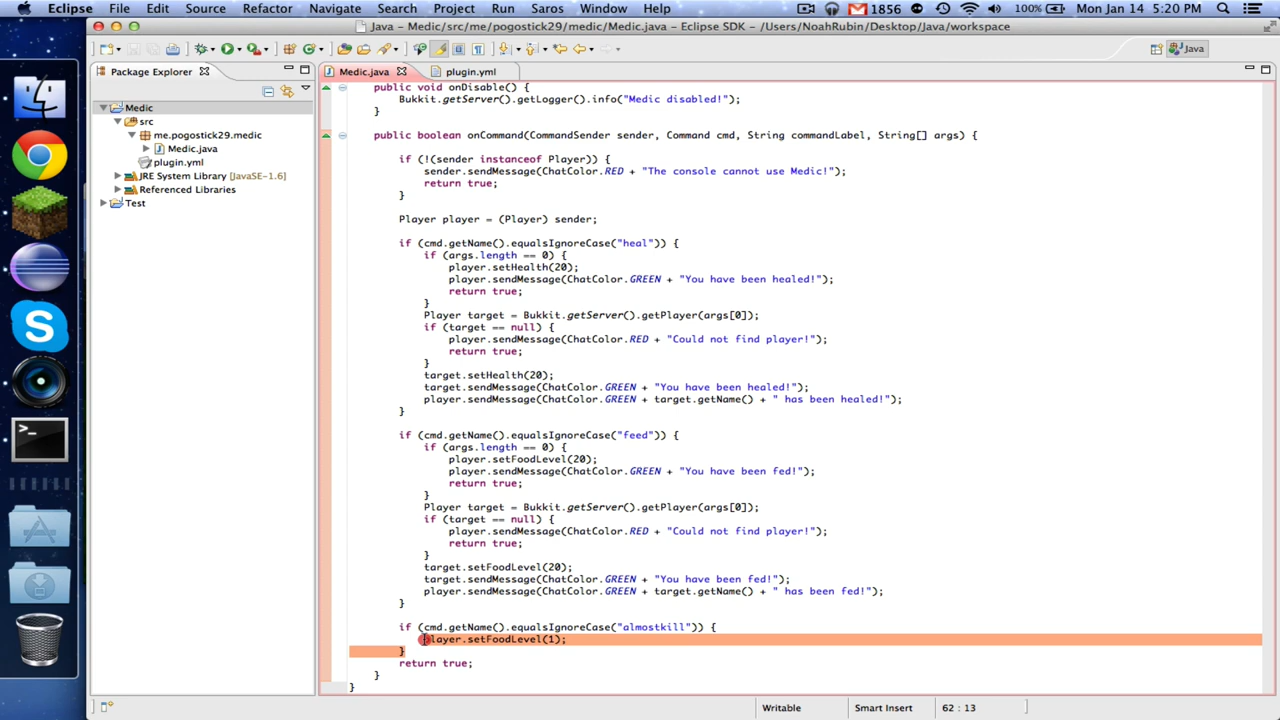 Eclipse File Edit Source Refactor Navigate Search Project Run Saros Window Help 1856 100% Mon Jan 14 5:20 PM
Java - Medic/src/me/pogostick29/medic/Medic.java - Eclipse SDK - /Users/NoahRubin/Desktop/Java/workspace
Java
Package Explorer
Medic
src
me.pogostick29.medic
Medic.java
plugin.yml
JRE System Library [JavaSE-1.6]
Referenced Libraries
Test
Medic.java plugin.yml
public void onDisable() {
Bukkit.getServer().getLogger().info("Medic disabled!");
}
public boolean onCommand(CommandSender sender, Command cmd, String commandLabel, String[] args) {
if (!(sender instanceof Player)) {
sender.sendMessage(ChatColor.RED + "The console cannot use Medic!");
return true;
}
Player player = (Player) sender;
if (cmd.getName().equalsIgnoreCase("heal")) {
if (args.length == 0) {
player.setHealth(20);
player.sendMessage(ChatColor.GREEN + "You have been healed!");
return true;
}
Player target = Bukkit.getServer().getPlayer(args[0]);
if (target == null) {
player.sendMessage(ChatColor.RED + "Could not find player!");
return true;
}
target.setHealth(20);
target.sendMessage(ChatColor.GREEN + "You have been healed!");
player.sendMessage(ChatColor.GREEN + target.getName() + " has been healed!");
}
if (cmd.getName().equalsIgnoreCase("feed")) {
if (args.length == 0) {
player.setFoodLevel(20);
player.sendMessage(ChatColor.GREEN + "You have been fed!");
return true;
}
Player target = Bukkit.getServer().getPlayer(args[0]);
if (target == null) {
player.sendMessage(ChatColor.RED + "Could not find player!");
return true;
}
target.setFoodLevel(20);
target.sendMessage(ChatColor.GREEN + "You have been fed!");
player.sendMessage(ChatColor.GREEN + target.getName() + " has been fed!");
}
if (cmd.getName().equalsIgnoreCase("almostkill")) {
player.setFoodLevel(1);
}
return true;
}
}
Writable Smart Insert 62 : 13